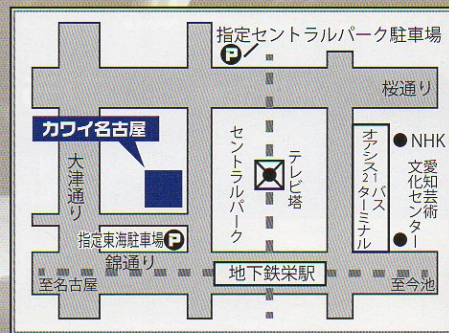 指定セントラルパーク駐車場
P
桜通り
カワイ名古屋
大津通り
セントラルパーク
テレビ塔
オアシス21バス
ターミナル
NHK
愛知芸術
文化センター
指定東海駐車場P
錦通り
地下鉄栄駅
至名古屋
至今池